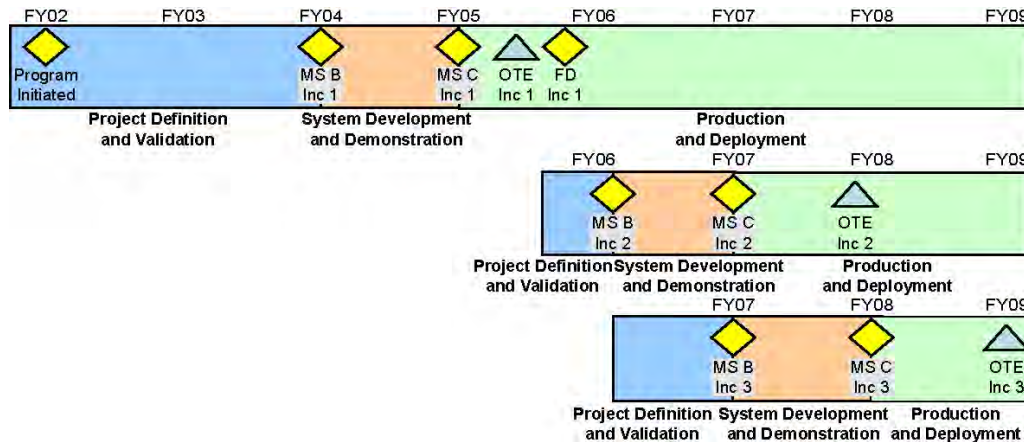 FY02 FY03 FY04 FY05 FY06 FY07 FY08 FY09
Program MS B MS C OTE FD
Initiated Inc 1 Inc 1 Inc 1 Inc 1
Project Definition System Development Production
and Validation and Demonstration and Deployment
FY06 FY07 FY08 FY09
MS B MS C OTE
Inc 2 Inc 2 Inc 2
Project Definition System Development Production
and Validation and Demonstration and Deployment
FY07 FY08 FY09
MS B MS C OTE
Inc 3 Inc 3 Inc 3
Project Definition System Development Production
and Validation and Demonstration and Deployment